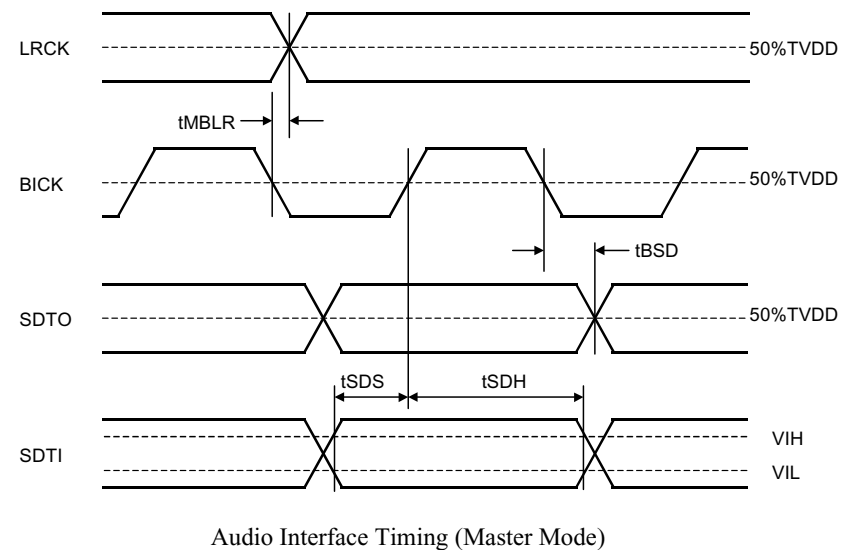 LRCK
50%TVDD
tMBLR
BICK
50%TVDD
tBSD
SDTO
50%TVDD
tSDS
tSDH
SDTI
VIH
VIL
Audio Interface Timing (Master Mode)